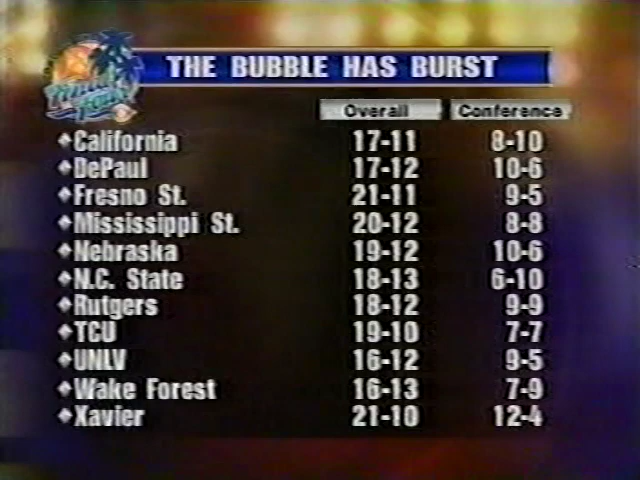 THE BUBBLE HAS BURST
Overall Conference
California 17-11 8-10
DePaul 17-12 10-6
Fresno St. 21-11 9-5
Mississippi St. 20-12 8-8
Nebraska 19-12 10-6
N.C. State 18-13 6-10
Rutgers 18-12 9-9
TCU 19-10 7-7
UNLV 16-12 9-5
Wake Forest 16-13 7-9
Xavier 21-10 12-4